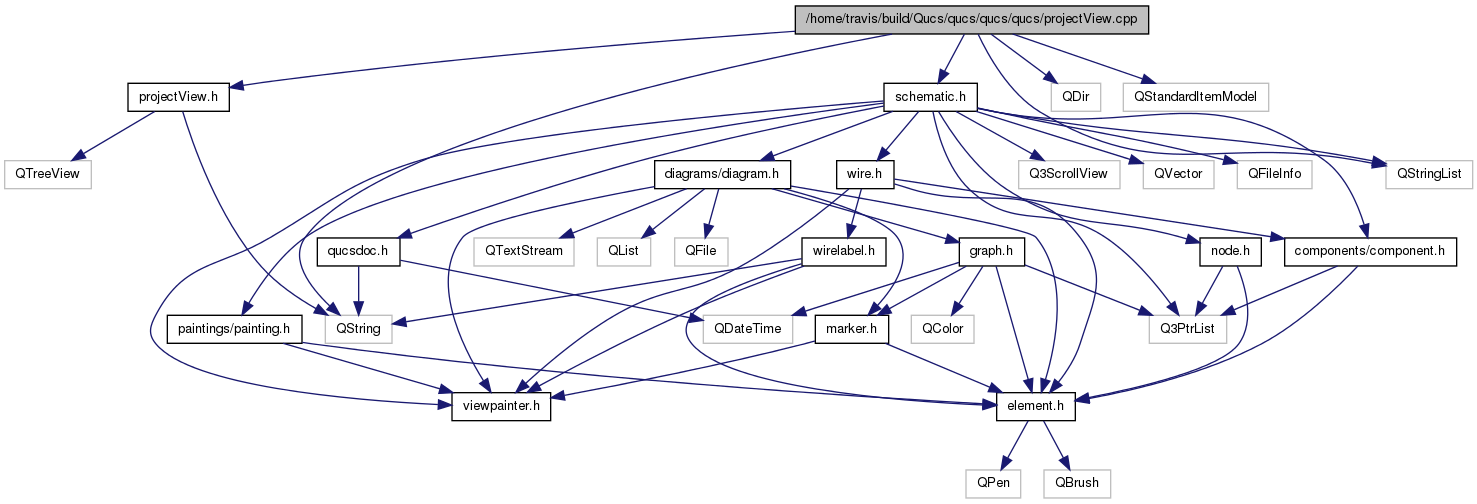 /home/travis/build/Qucs/qucs/qucs/qucs/projectView.cpp
projectView.h
schematic.h
QDir
QStandardItemModel
QTreeView
diagrams/diagram.h
wire.h
Q3ScrollView
QVector
QFileInfo
QStringList
qucsdoc.h
QTextStream
QList
QFile
wirelabel.h
graph.h
node.h
components/component.h
paintings/painting.h
QString
QDateTime
marker.h
QColor
Q3PtrList
viewpainter.h
element.h
QPen
QBrush